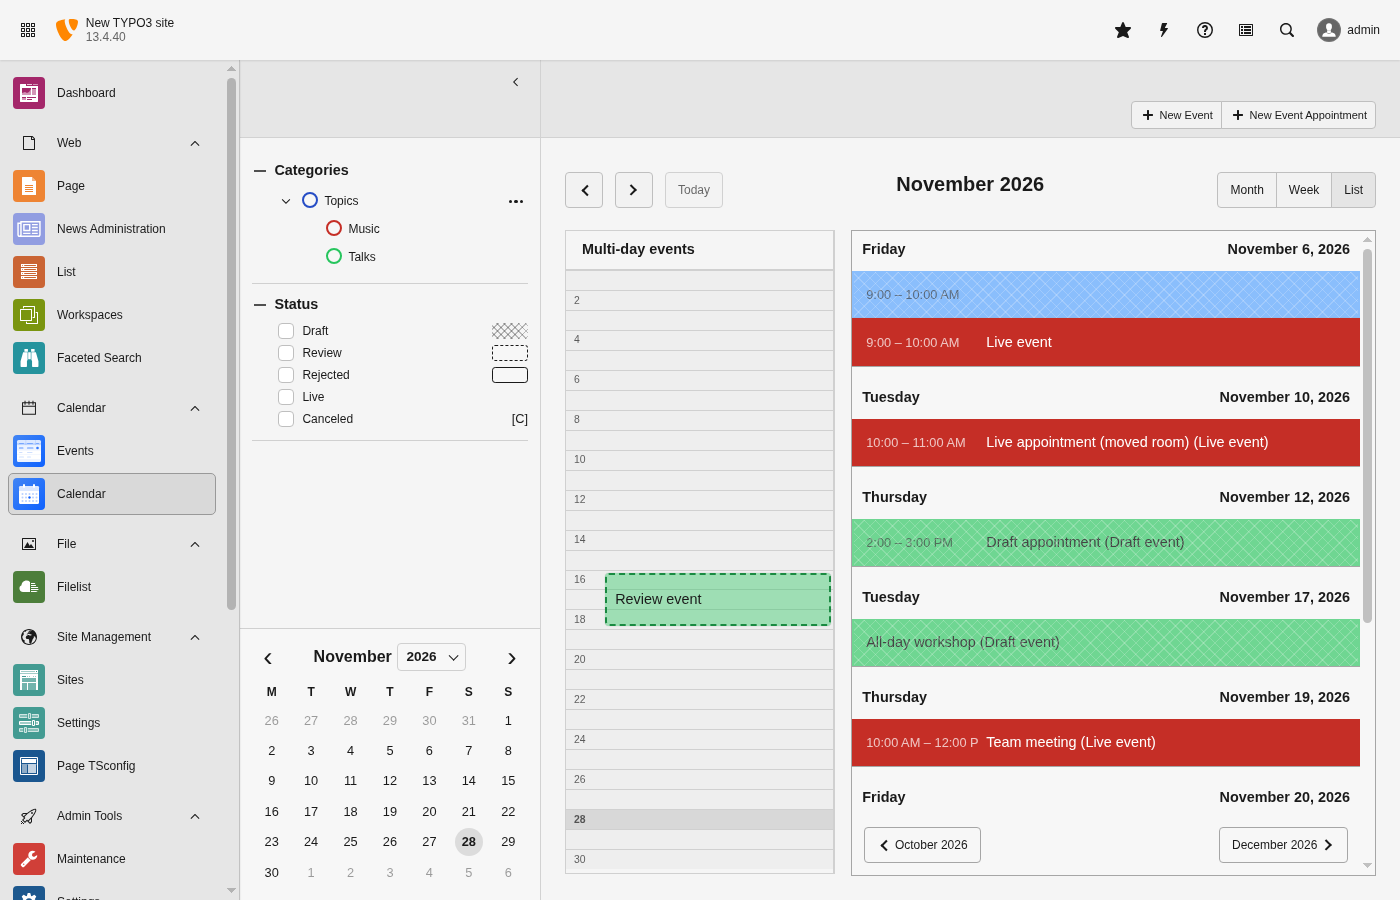 New TYPO3 site
13.4.40
admin
Dashboard
Web
Page
News Administration
List
Workspaces
Faceted Search
Calendar
Events
Calendar
File
Filelist
Site Management
Sites
Settings
Page TSconfig
Admin Tools
Maintenance
Settings
Categories
Topics
Music
Talks
Status
Draft
Review
Rejected
Live
Canceled [C]
November 2026
M T W T F S S
26 27 28 29 30 31 1
2 3 4 5 6 7 8
9 10 11 12 13 14 15
16 17 18 19 20 21 22
23 24 25 26 27 28 29
30 1 2 3 4 5 6
New Event New Event Appointment
Today
November 2026
Month Week List
Multi-day events
2
4
6
8
10
12
14
16
Review event
18
20
22
24
26
28
30
Friday November 6, 2026
9:00 – 10:00 AM
9:00 – 10:00 AM Live event
Tuesday November 10, 2026
10:00 – 11:00 AM Live appointment (moved room) (Live event)
Thursday November 12, 2026
2:00 – 3:00 PM Draft appointment (Draft event)
Tuesday November 17, 2026
All-day workshop (Draft event)
Thursday November 19, 2026
10:00 AM – 12:00 P Team meeting (Live event)
Friday November 20, 2026
October 2026 December 2026